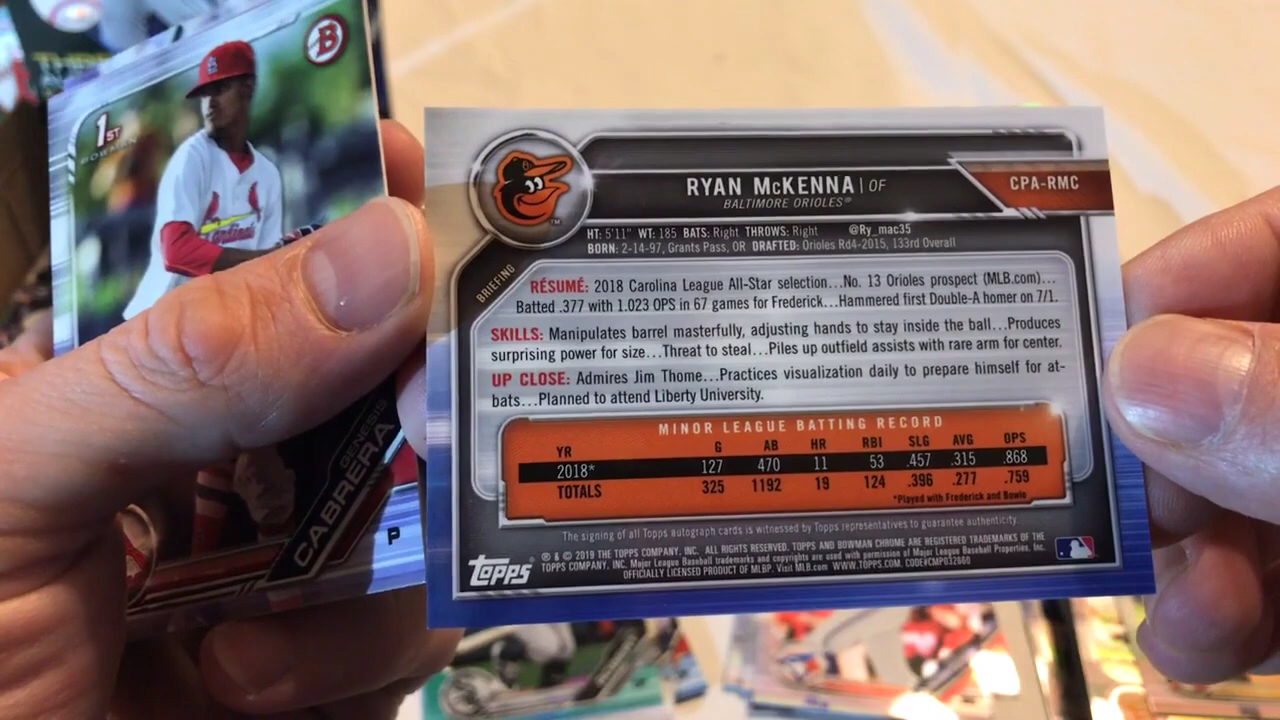 B
1ST
BOWMAN
GENESIS
CABRERA
P
RYAN McKENNA | OF
BALTIMORE ORIOLES®
CPA-RMC
HT: 5'11" WT: 185 BATS: Right THROWS: Right @Ry_mac35
BORN: 2-14-97, Grants Pass, OR DRAFTED: Orioles Rd4-2015, 133rd Overall
BRIEFING
RÉSUMÉ: 2018 Carolina League All-Star selection...No. 13 Orioles prospect (MLB.com)...
Batted .377 with 1.023 OPS in 67 games for Frederick...Hammered first Double-A homer on 7/1.
SKILLS: Manipulates barrel masterfully, adjusting hands to stay inside the ball...Produces
surprising power for size...Threat to steal...Piles up outfield assists with rare arm for center.
UP CLOSE: Admires Jim Thome...Practices visualization daily to prepare himself for at-
bats...Planned to attend Liberty University.
MINOR LEAGUE BATTING RECORD
YR G AB HR RBI SLG AVG OPS
2018* 127 470 11 53 .457 .315 .868
TOTALS 325 1192 19 124 .396 .277 .759
*Played with Frederick and Bowie
The signing of all Topps autograph cards is witnessed by Topps representatives to guarantee authenticity.
topps
® & © 2019 THE TOPPS COMPANY, INC. ALL RIGHTS RESERVED. TOPPS AND BOWMAN CHROME ARE REGISTERED TRADEMARKS OF THE
TOPPS COMPANY, INC. Major League Baseball trademarks and copyrights are used with permission of Major League Baseball Properties, Inc.
OFFICIALLY LICENSED PRODUCT OF MLBP. Visit MLB.com WWW.TOPPS.COM CODE#CMP032660